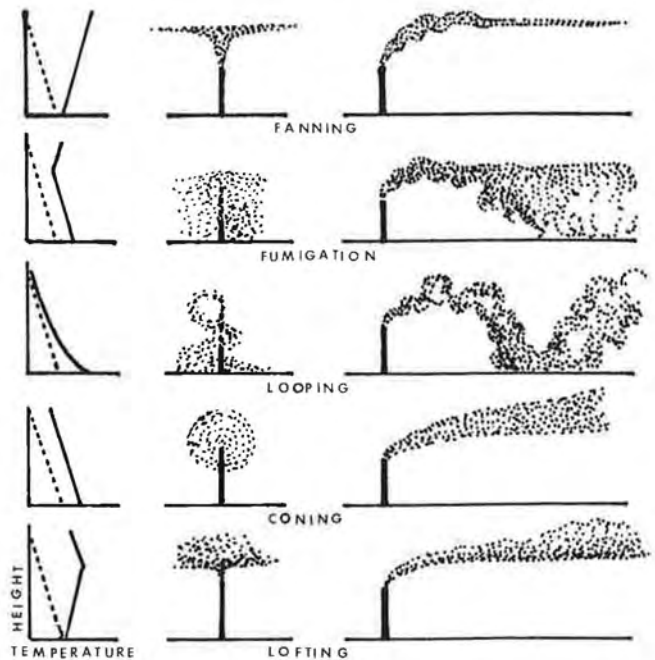 FANNING
FUMIGATION
LOOPING
CONING
HEIGHT
TEMPERATURE
LOFTING